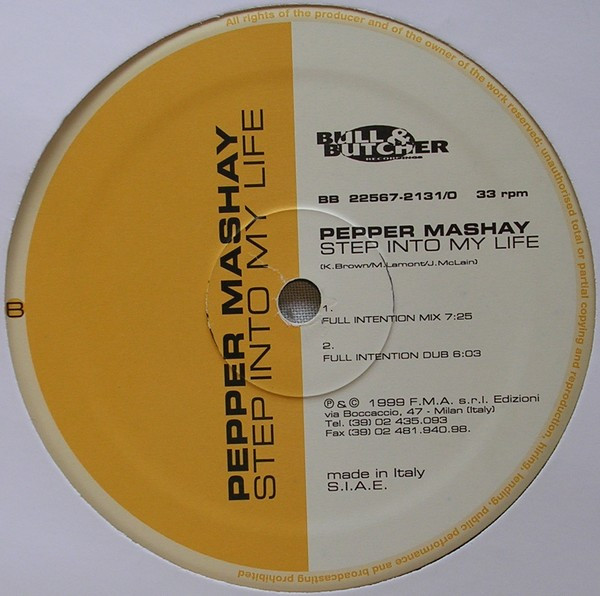 All rights of the producer and of the owner of the work reserved; unauthorised total or partial copying and reproduction, hiring, lending, public performance and broadcasting prohibited
B
PEPPER MASHAY
STEP INTO MY LIFE
BULL &
BUTCHER
RECORDINGS
BB 22567-2131/0 33 rpm
PEPPER MASHAY
STEP INTO MY LIFE
(K.Brown/M.Lamont/J.McLain)
1.
FULL INTENTION MIX 7:25
2.
FULL INTENTION DUB 6:03
℗ & © 1999 F.M.A. s.r.l. Edizioni
via Boccaccio, 47 - Milan (Italy)
Tel. (39) 02 435.093
Fax (39) 02 481.940.98.
made in Italy
S.I.A.E.